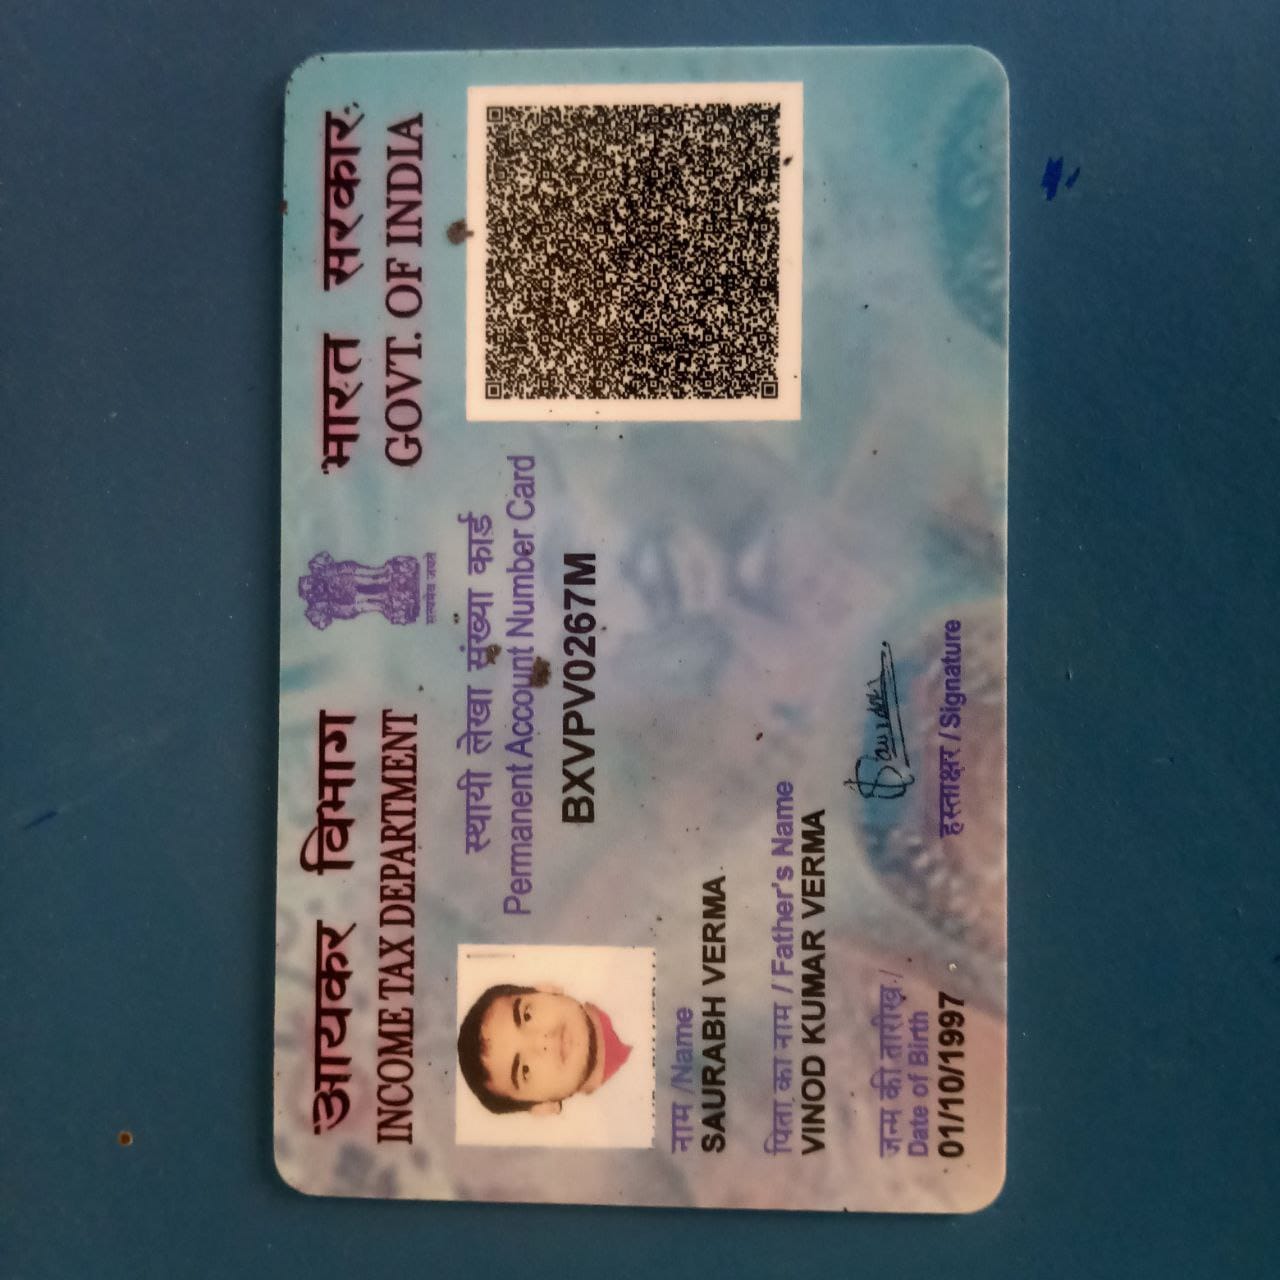 आयकर विभाग
INCOME TAX DEPARTMENT
सत्यमेव जयते
भारत सरकार
GOVT. OF INDIA
स्थायी लेखा संख्या कार्ड
Permanent Account Number Card
BXVPV0267M
नाम /Name
SAURABH VERMA
पिता का नाम / Father's Name
VINOD KUMAR VERMA
जन्म की तारीख /
Date of Birth
01/10/1997
हस्ताक्षर / Signature